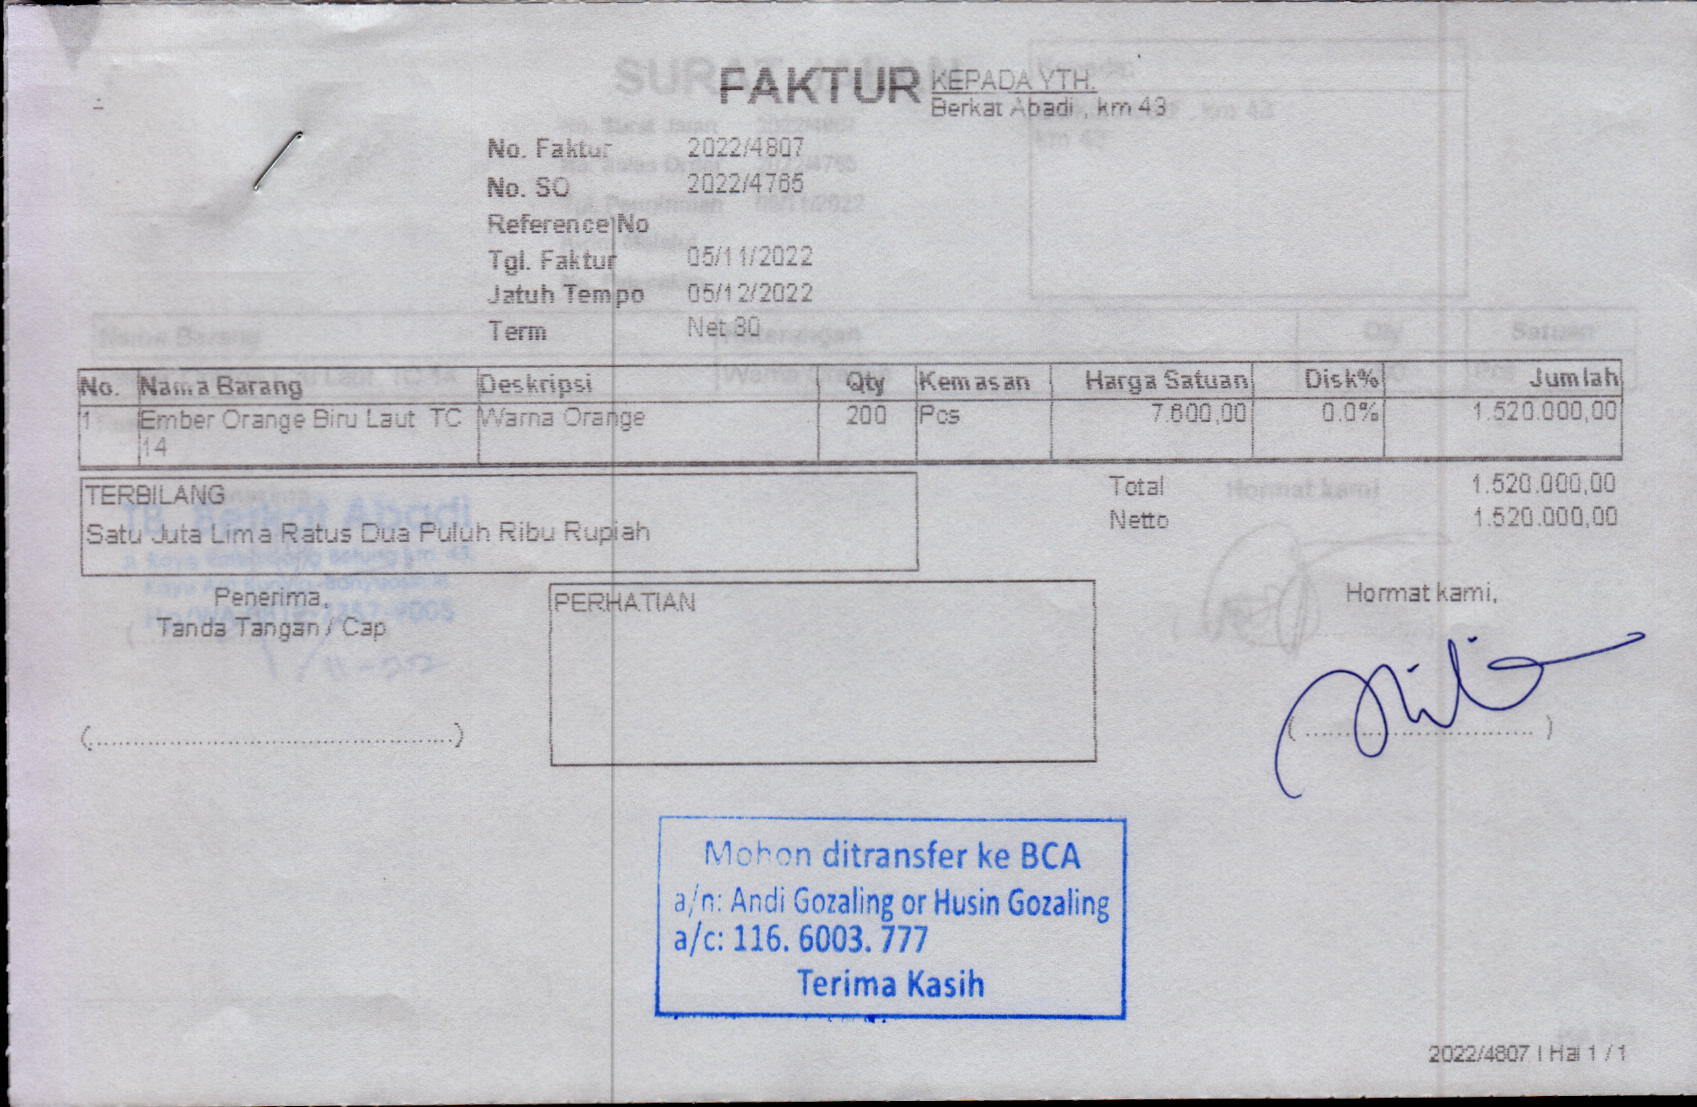 FAKTUR
KEPADA YTH.
Berkat Abadi , km 43
No. Faktur 2022/4807
No. SO 2022/4765
Reference No
Tgl. Faktur 05/11/2022
Jatuh Tempo 05/12/2022
Term Net 30
No. Nama Barang Deskripsi Qty Kemasan Harga Satuan Disk% Jumlah
1 Ember Orange Biru Laut TC Warna Orange 200 Pcs 7.600,00 0.0% 1.520.000,00
14
TERBILANG
Satu Juta Lima Ratus Dua Puluh Ribu Rupiah
Total 1.520.000,00
Netto 1.520.000,00
Penerima,
Tanda Tangan / Cap
PERHATIAN
Hormat kami,
(..................................................)
( .................................. )
Mohon ditransfer ke BCA
a/n: Andi Gozaling or Husin Gozaling
a/c: 116. 6003. 777
Terima Kasih
2022/4807 | Hal 1 / 1